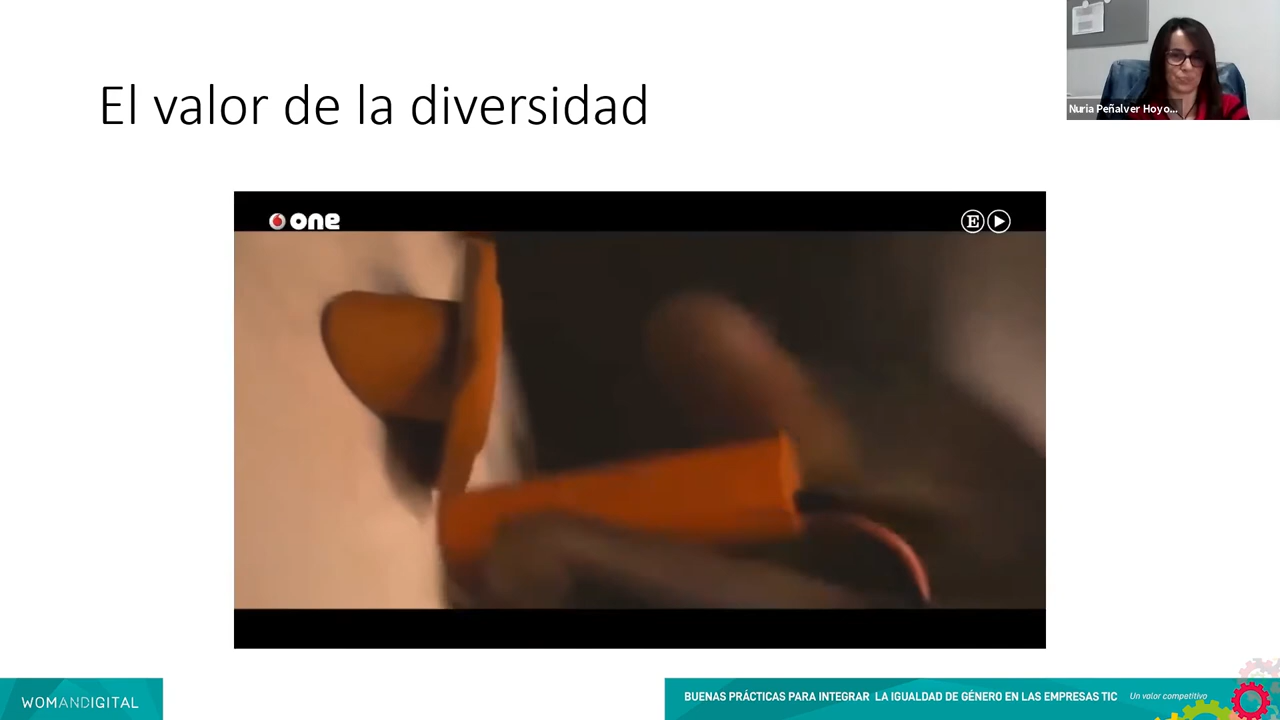 El valor de la diversidad
Nuria Peñalver Hoyo...
one
E
WOMANDIGITAL
BUENAS PRÁCTICAS PARA INTEGRAR LA IGUALDAD DE GÉNERO EN LAS EMPRESAS TIC
Un valor competitivo